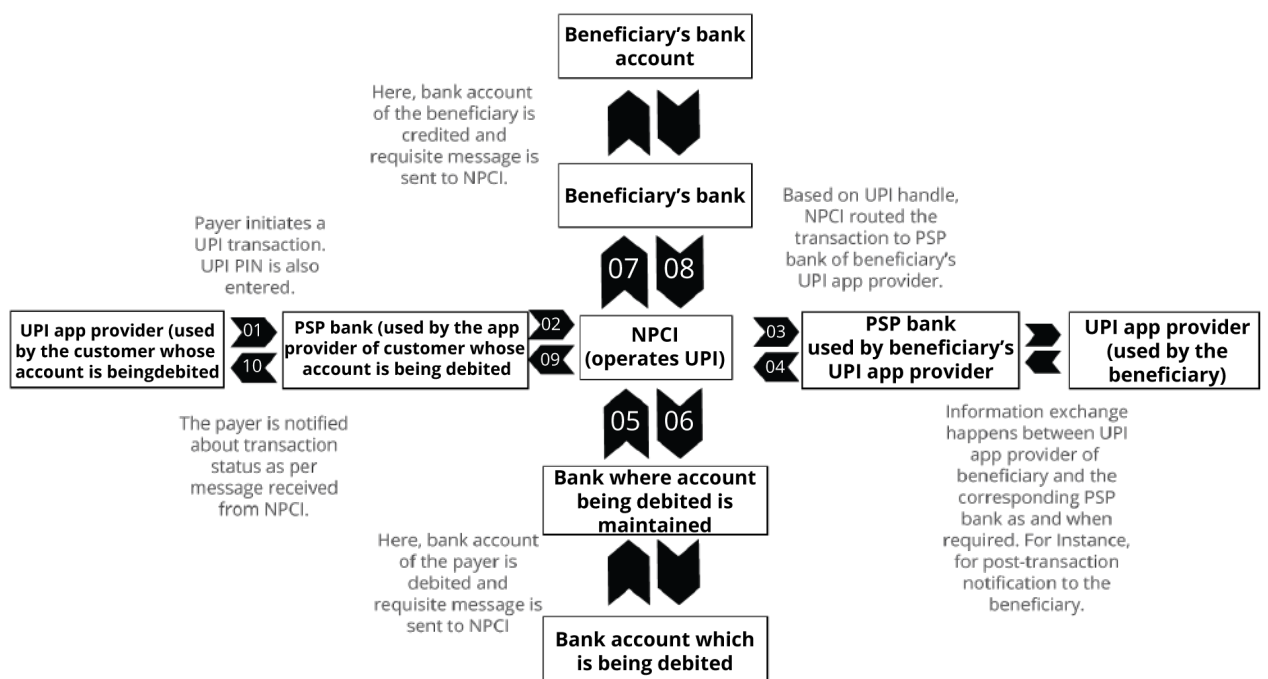 Beneficiary's bank
account
Here, bank account
of the beneficiary is
credited and
requisite message is
sent to NPCI.
Beneficiary's bank
Based on UPI handle,
NPCI routed the
transaction to PSP
bank of beneficiary's
UPI app provider.
Payer initiates a
UPI transaction.
UPI PIN is also
entered.
07
08
UPI app provider (used
by the customer whose
account is beingdebited
01
10
PSP bank (used by the app
provider of customer whose
account is being debited
02
09
NPCI
(operates UPI)
03
04
PSP bank
used by beneficiary's
UPI app provider
UPI app provider
(used by the
beneficiary)
05
06
The payer is notified
about transaction
status as per
message received
from NPCI.
Information exchange
happens between UPI
app provider of
beneficiary and the
corresponding PSP
bank as and when
required. For Instance,
for post-transaction
notification to the
beneficiary.
Bank where account
being debited is
maintained
Here, bank account
of the payer is
debited and
requisite message is
sent to NPCI
Bank account which
is being debited